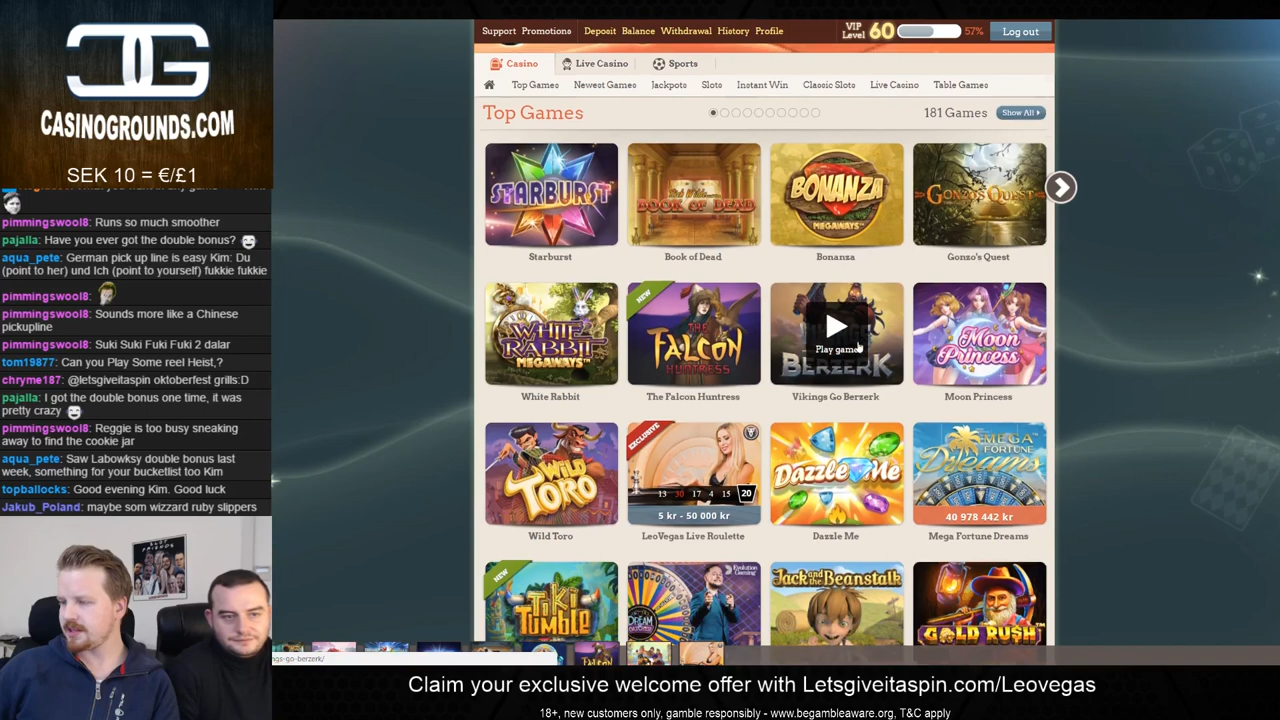 CASINOGROUNDS.COM
SEK 10 = €/£1
pimmingswool8: Runs so much smoother
pajalla: Have you ever got the double bonus?
aqua_pete: German pick up line is easy Kim: Du
(point to her) und Ich (point to yourself) fukkie fukkie
pimmingswool8:
pimmingswool8: Sounds more like a Chinese
pickupline
pimmingswool8: Suki Suki Fuki Fuki 2 dalar
tom19877: Can you Play Some reel Heist,?
chryme187: @letsgiveitaspin oktoberfest grills:D
pajalla: I got the double bonus one time, it was
pretty crazy
pimmingswool8: Reggie is too busy sneaking
away to find the cookie jar
aqua_pete: Saw Labowksy double bonus last
week, something for your bucketlist too Kim
topballocks: Good evening Kim. Good luck
Jakub_Poland: maybe som wizzard ruby slippers
Support Promotions Deposit Balance Withdrawal History Profile
VIP Level 60 57% Log out
Casino Live Casino Sports
Top Games Newest Games Jackpots Slots Instant Win Classic Slots Live Casino Table Games
Top Games 181 Games Show All
STARBURST
Rich Wilde BOOK OF DEAD
BONANZA MEGAWAYS
GONZO'S QUEST
Starburst Book of Dead Bonanza Gonzo's Quest
WHITE RABBIT MEGAWAYS
NEW THE FALCON HUNTRESS
Play game
BERZERK
Moon Princess
White Rabbit The Falcon Huntress Vikings Go Berzerk Moon Princess
WILD TORO
EXCLUSIVE 13 30 17 4 15 20
5 kr - 50 000 kr
Dazzle Me
MEGA FORTUNE Dreams
40 978 442 kr
Wild Toro LeoVegas Live Roulette Dazzle Me Mega Fortune Dreams
NEW TIKI TUMBLE
Evolution Gaming
DREAM
Jack and the Beanstalk
GOLD RUSH
ngs-go-berzerk/
Claim your exclusive welcome offer with Letsgiveitaspin.com/Leovegas
18+, new customers only, gamble responsibly - www.begambleaware.org, T&C apply